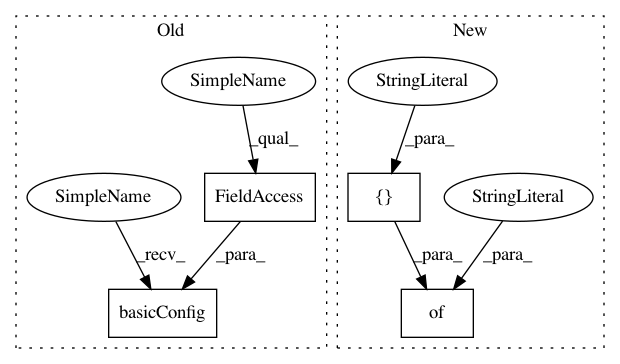 Old
New
SimpleName
StringLiteral
_qual_
_para_
SimpleName
FieldAccess
{}
StringLiteral
_recv_
_para_
_para_
_para_
basicConfig
of